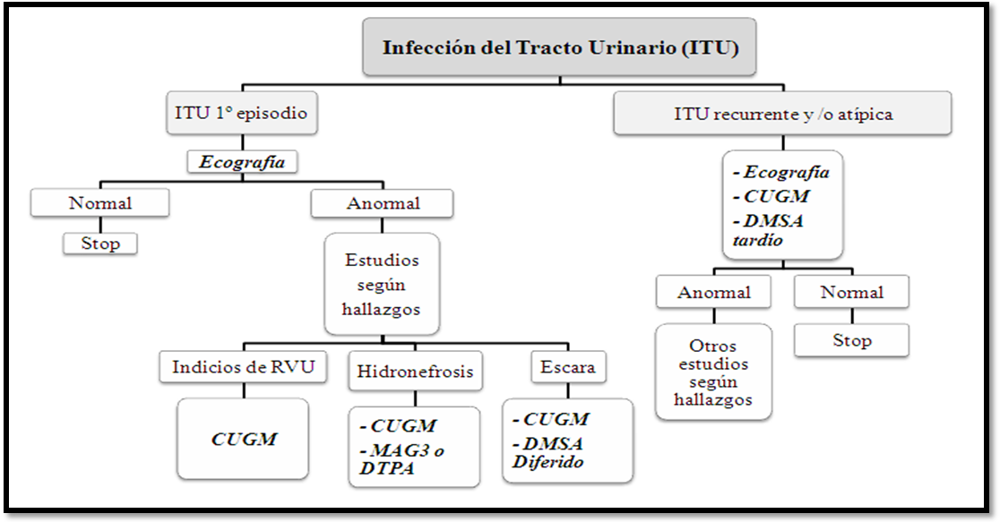 Infección del Tracto Urinario (ITU)
ITU 1° episodio
Ecografía
Normal
Stop
Anormal
Estudios
según
hallazgos
Indicios de RVU
CUGM
Hidronefrosis
- CUGM
- MAG3 o
DTPA
Escara
- CUGM
- DMSA
Diferido
ITU recurrente y /o atípica
- Ecografía
- CUGM
- DMSA
tardío
Anormal
Otros
estudios
según
hallazgos
Normal
Stop